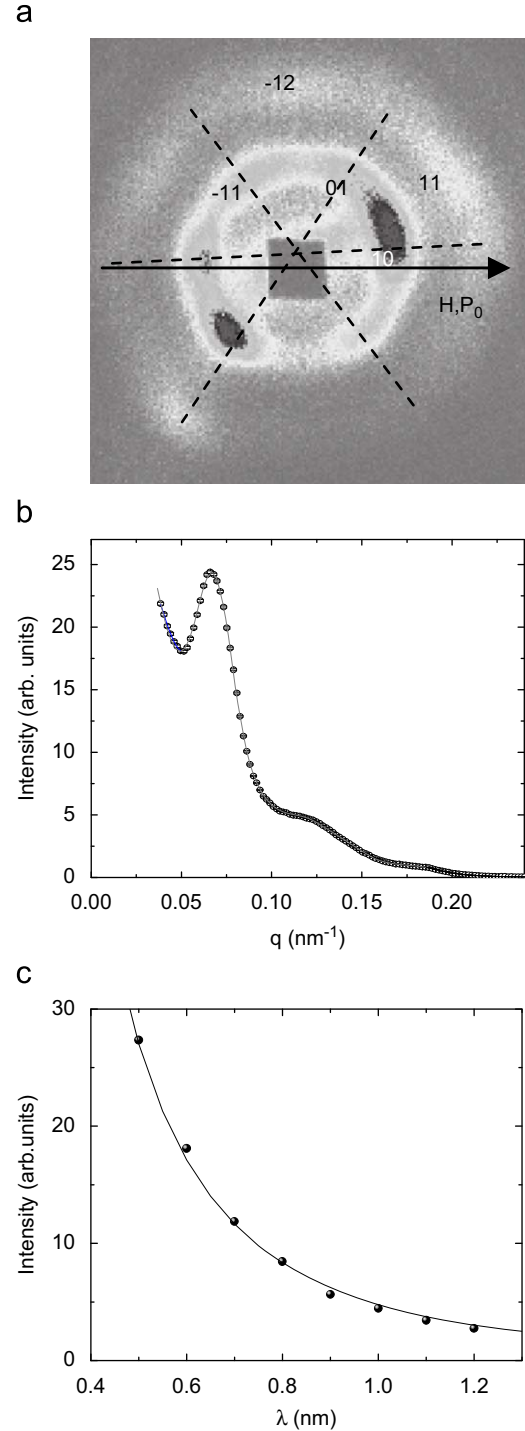 a
-12
-11
01
11
10
H,P₀
b
25
20
15
10
5
0
Intensity (arb. units)
0.00 0.05 0.10 0.15 0.20
q (nm⁻¹)
c
30
20
10
0
Intensity (arb.units)
0.4 0.6 0.8 1.0 1.2
λ (nm)